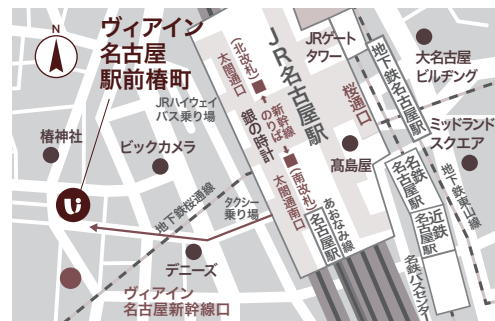 N
ヴィアイン
名古屋
駅前椿町
JRハイウェイ
バス乗り場
椿神社
ビックカメラ
地下鉄桜通線
タクシー
乗り場
デニーズ
ヴィアイン
名古屋新幹線口
太閤通口
(北改札)
新幹線
のりば
銀の時計
(南改札)
太閤通南口
JR名古屋駅
あおなみ線
名古屋駅
JRゲート
タワー
桜通口
髙島屋
地下鉄名古屋駅
大名古屋
ビルヂング
ミッドランド
スクエア
地下鉄東山線
名鉄
名古屋駅
近鉄
名古屋駅
名鉄バスセンター